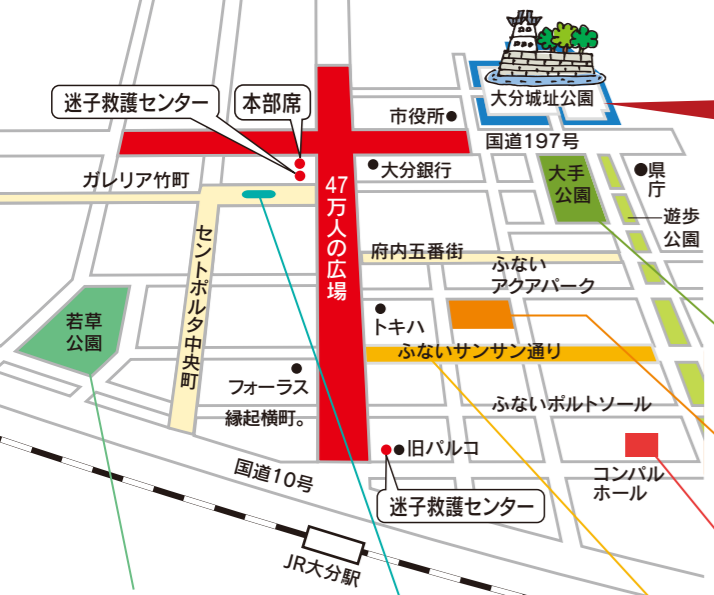 迷子救護センター
本部席
市役所
大分城址公園
国道197号
ガレリア竹町
大分銀行
大手
公園
県
庁
遊歩
公園
47万人の広場
セントポルタ中央町
府内五番街
ふない
アクアパーク
若草
公園
トキハ
ふないサンサン通り
フォーラス
縁起横町。
ふないポルトソール
旧パルコ
国道10号
コンパル
ホール
迷子救護センター
JR大分駅